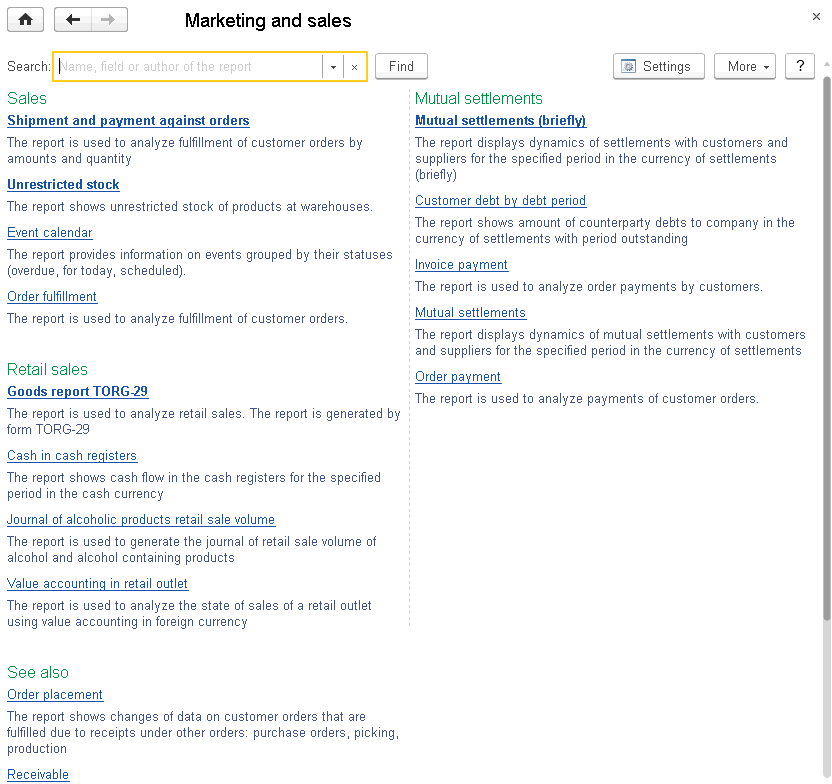 Marketing and sales
Search:
Name, field or author of the report
Find
Settings
More
?
Sales
Shipment and payment against orders
The report is used to analyze fulfillment of customer orders by
amounts and quantity
Unrestricted stock
The report shows unrestricted stock of products at warehouses.
Event calendar
The report provides information on events grouped by their statuses
(overdue, for today, scheduled).
Order fulfillment
The report is used to analyze fulfillment of customer orders.
Retail sales
Goods report TORG-29
The report is used to analyze retail sales. The report is generated by
form TORG-29
Cash in cash registers
The report shows cash flow in the cash registers for the specified
period in the cash currency
Journal of alcoholic products retail sale volume
The report is used to generate the journal of retail sale volume of
alcohol and alcohol containing products
Value accounting in retail outlet
The report is used to analyze the state of sales of a retail outlet
using value accounting in foreign currency
See also
Order placement
The report shows changes of data on customer orders that are
fulfilled due to receipts under other orders: purchase orders, picking,
production
Receivable
Mutual settlements
Mutual settlements (briefly)
The report displays dynamics of settlements with customers and
suppliers for the specified period in the currency of settlements
(briefly)
Customer debt by debt period
The report shows amount of counterparty debts to company in the
currency of settlements with period outstanding
Invoice payment
The report is used to analyze order payments by customers.
Mutual settlements
The report displays dynamics of mutual settlements with customers
and suppliers for the specified period in the currency of settlements
Order payment
The report is used to analyze payments of customer orders.